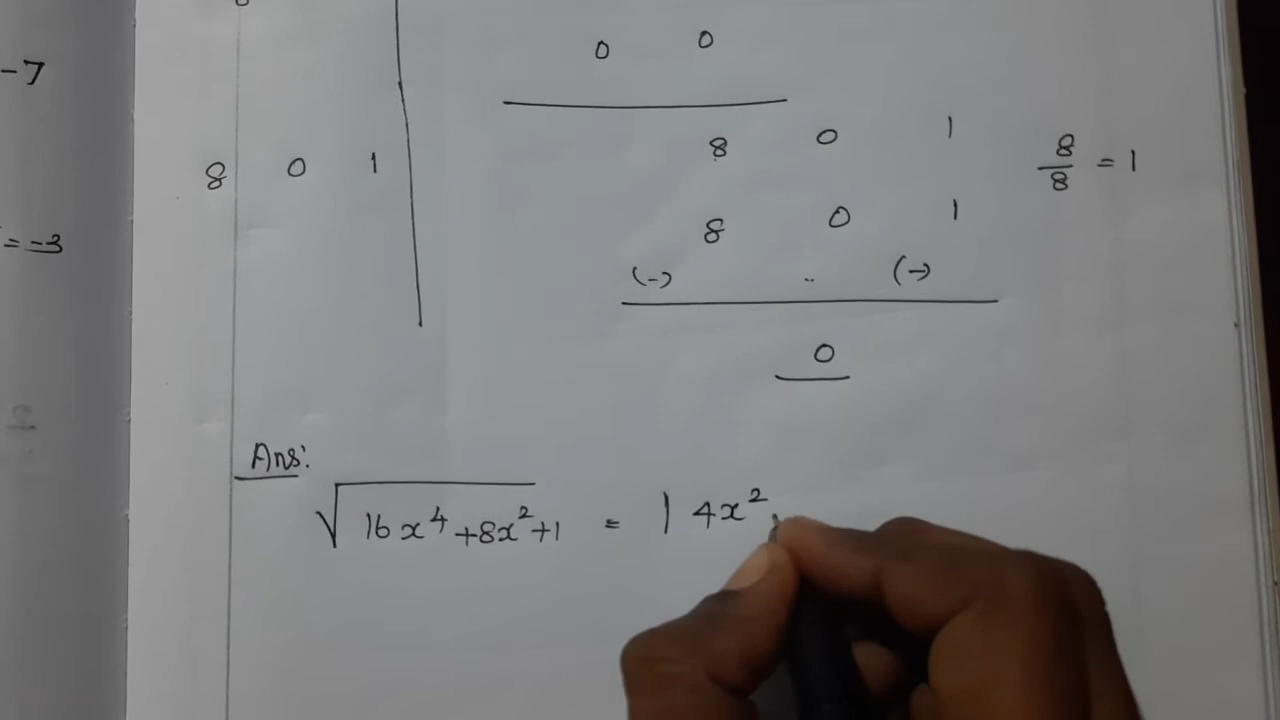 -7
= -3
0 0
8 0 1 8/8 = 1
8 0 1
8 0 1
(-) (-)
0
Ans:
√16x⁴+8x²+1 = | 4x²